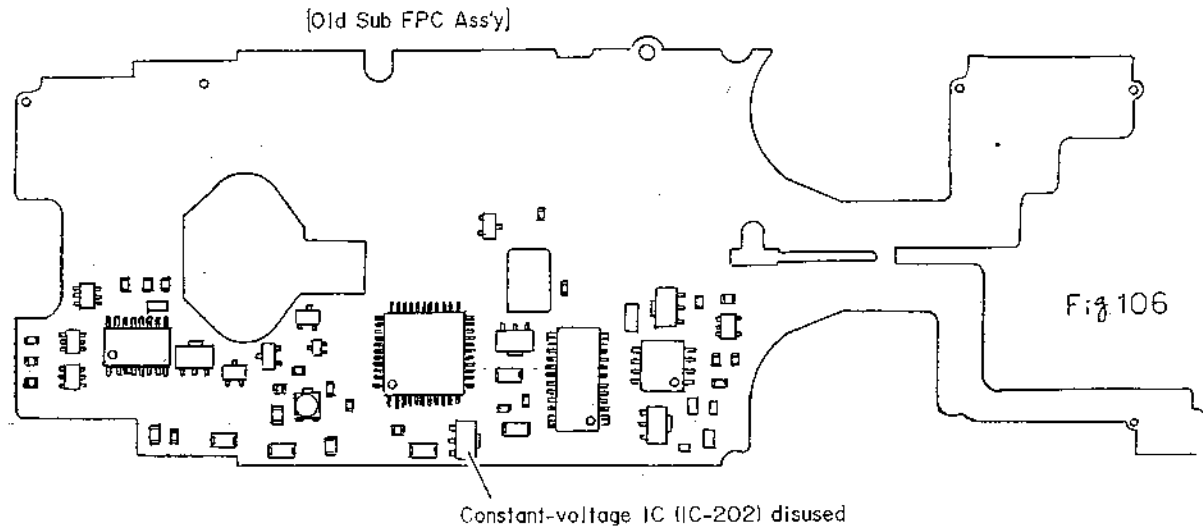 [Old Sub FPC Ass'y]
Fig.106
Constant-voltage IC (IC-202) disused